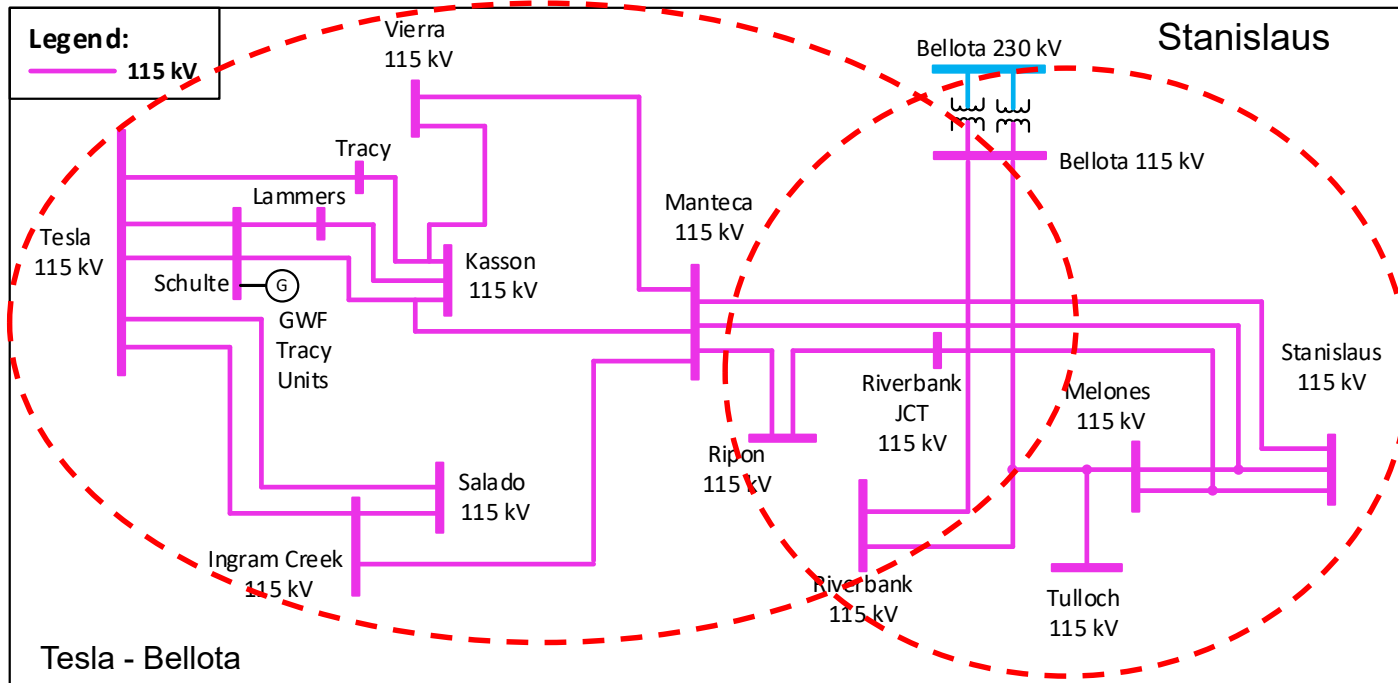 Legend:
115 kV
Vierra
115 kV
Stanislaus
Bellota 230 kV
Tracy
Bellota 115 kV
Lammers
Manteca
115 kV
Tesla
115 kV
Kasson
115 kV
Schulte
G
GWF
Tracy
Units
Riverbank
JCT
115 kV
Stanislaus
115 kV
Melones
115 kV
Ripon
115 kV
Salado
115 kV
Ingram Creek
115 kV
Riverbank
115 kV
Tulloch
115 kV
Tesla - Bellota